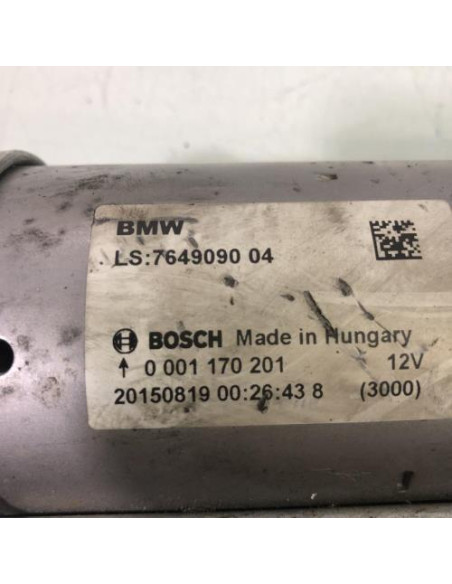 BMW
LS:7649090 04
BOSCH Made in Hungary
↑ 0 001 170 201 12V
20150819 00:26:43 8 (3000)